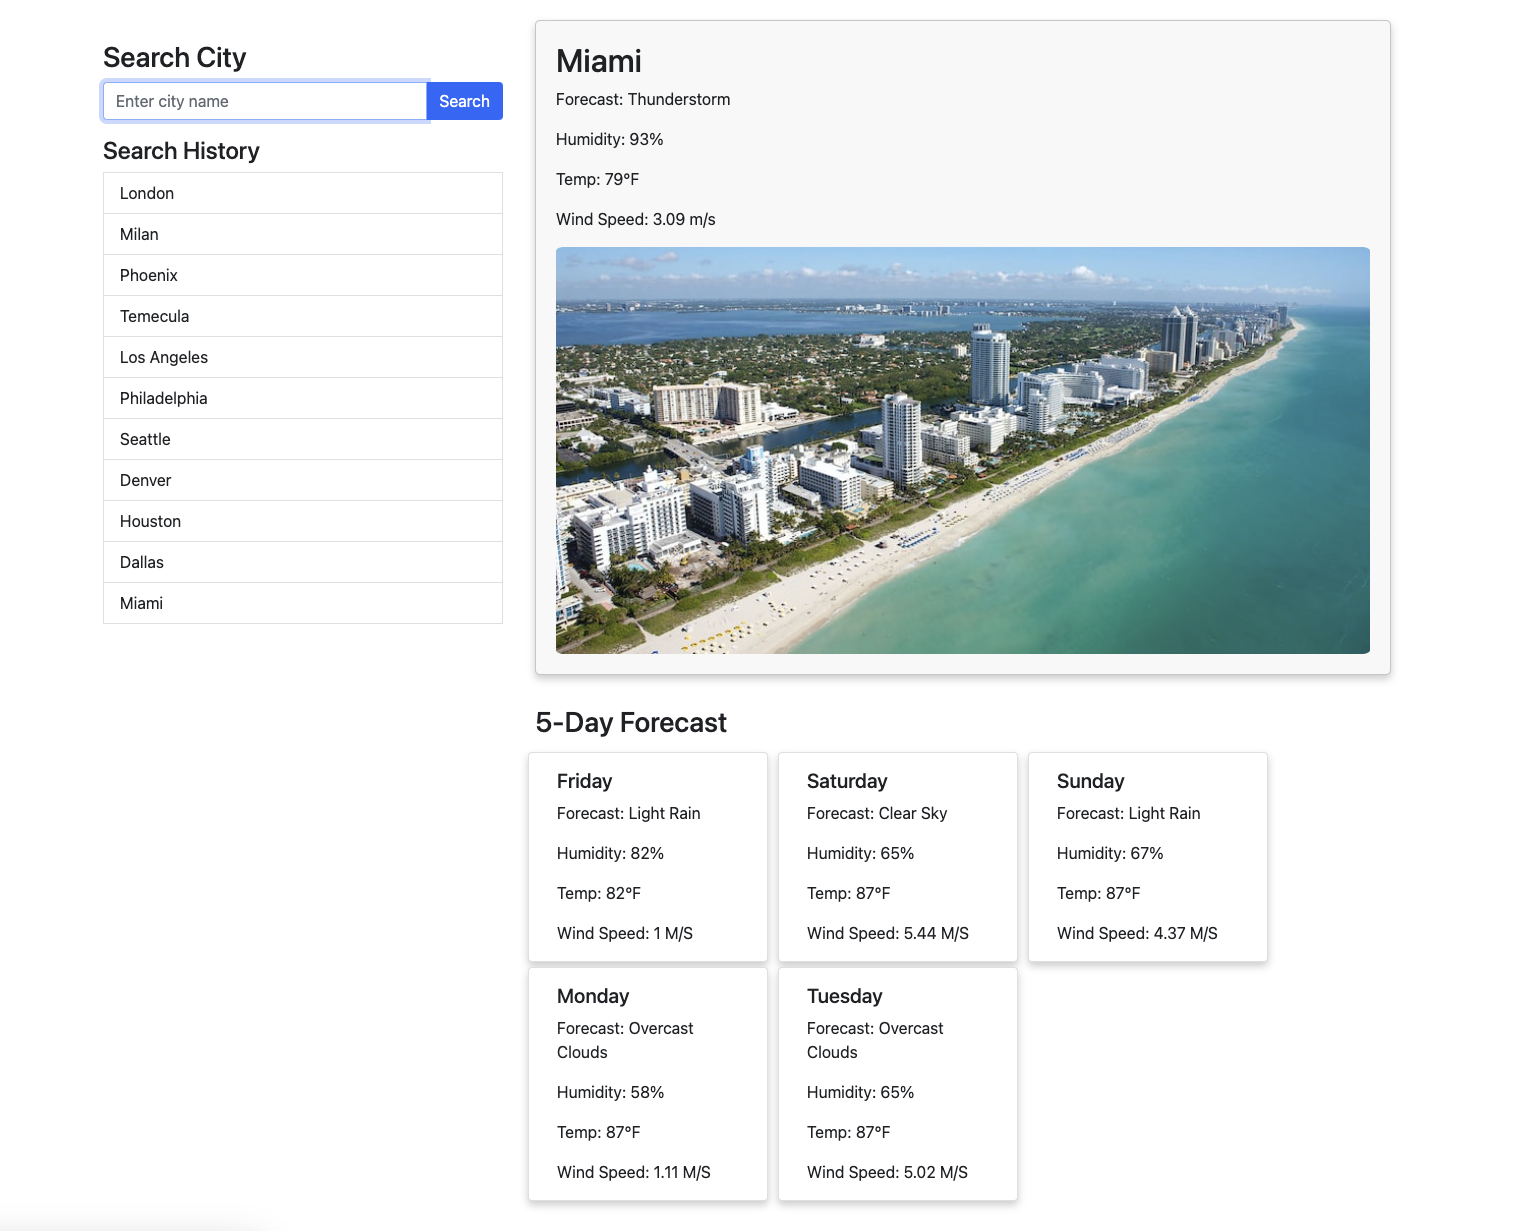 Search City
Enter city name
Search
Search History
London
Milan
Phoenix
Temecula
Los Angeles
Philadelphia
Seattle
Denver
Houston
Dallas
Miami
Miami
Forecast: Thunderstorm
Humidity: 93%
Temp: 79°F
Wind Speed: 3.09 m/s
5-Day Forecast
Friday
Forecast: Light Rain
Humidity: 82%
Temp: 82°F
Wind Speed: 1 M/S
Saturday
Forecast: Clear Sky
Humidity: 65%
Temp: 87°F
Wind Speed: 5.44 M/S
Sunday
Forecast: Light Rain
Humidity: 67%
Temp: 87°F
Wind Speed: 4.37 M/S
Monday
Forecast: Overcast
Clouds
Humidity: 58%
Temp: 87°F
Wind Speed: 1.11 M/S
Tuesday
Forecast: Overcast
Clouds
Humidity: 65%
Temp: 87°F
Wind Speed: 5.02 M/S